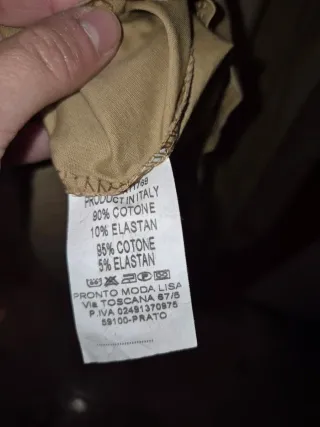 PRODUCT IN ITALY
90% COTONE
10% ELASTAN
95% COTONE
5% ELASTAN
PRONTO MODA LISA
Via TOSCANA 67/5
P.IVA 02491370975
59100-PRATO